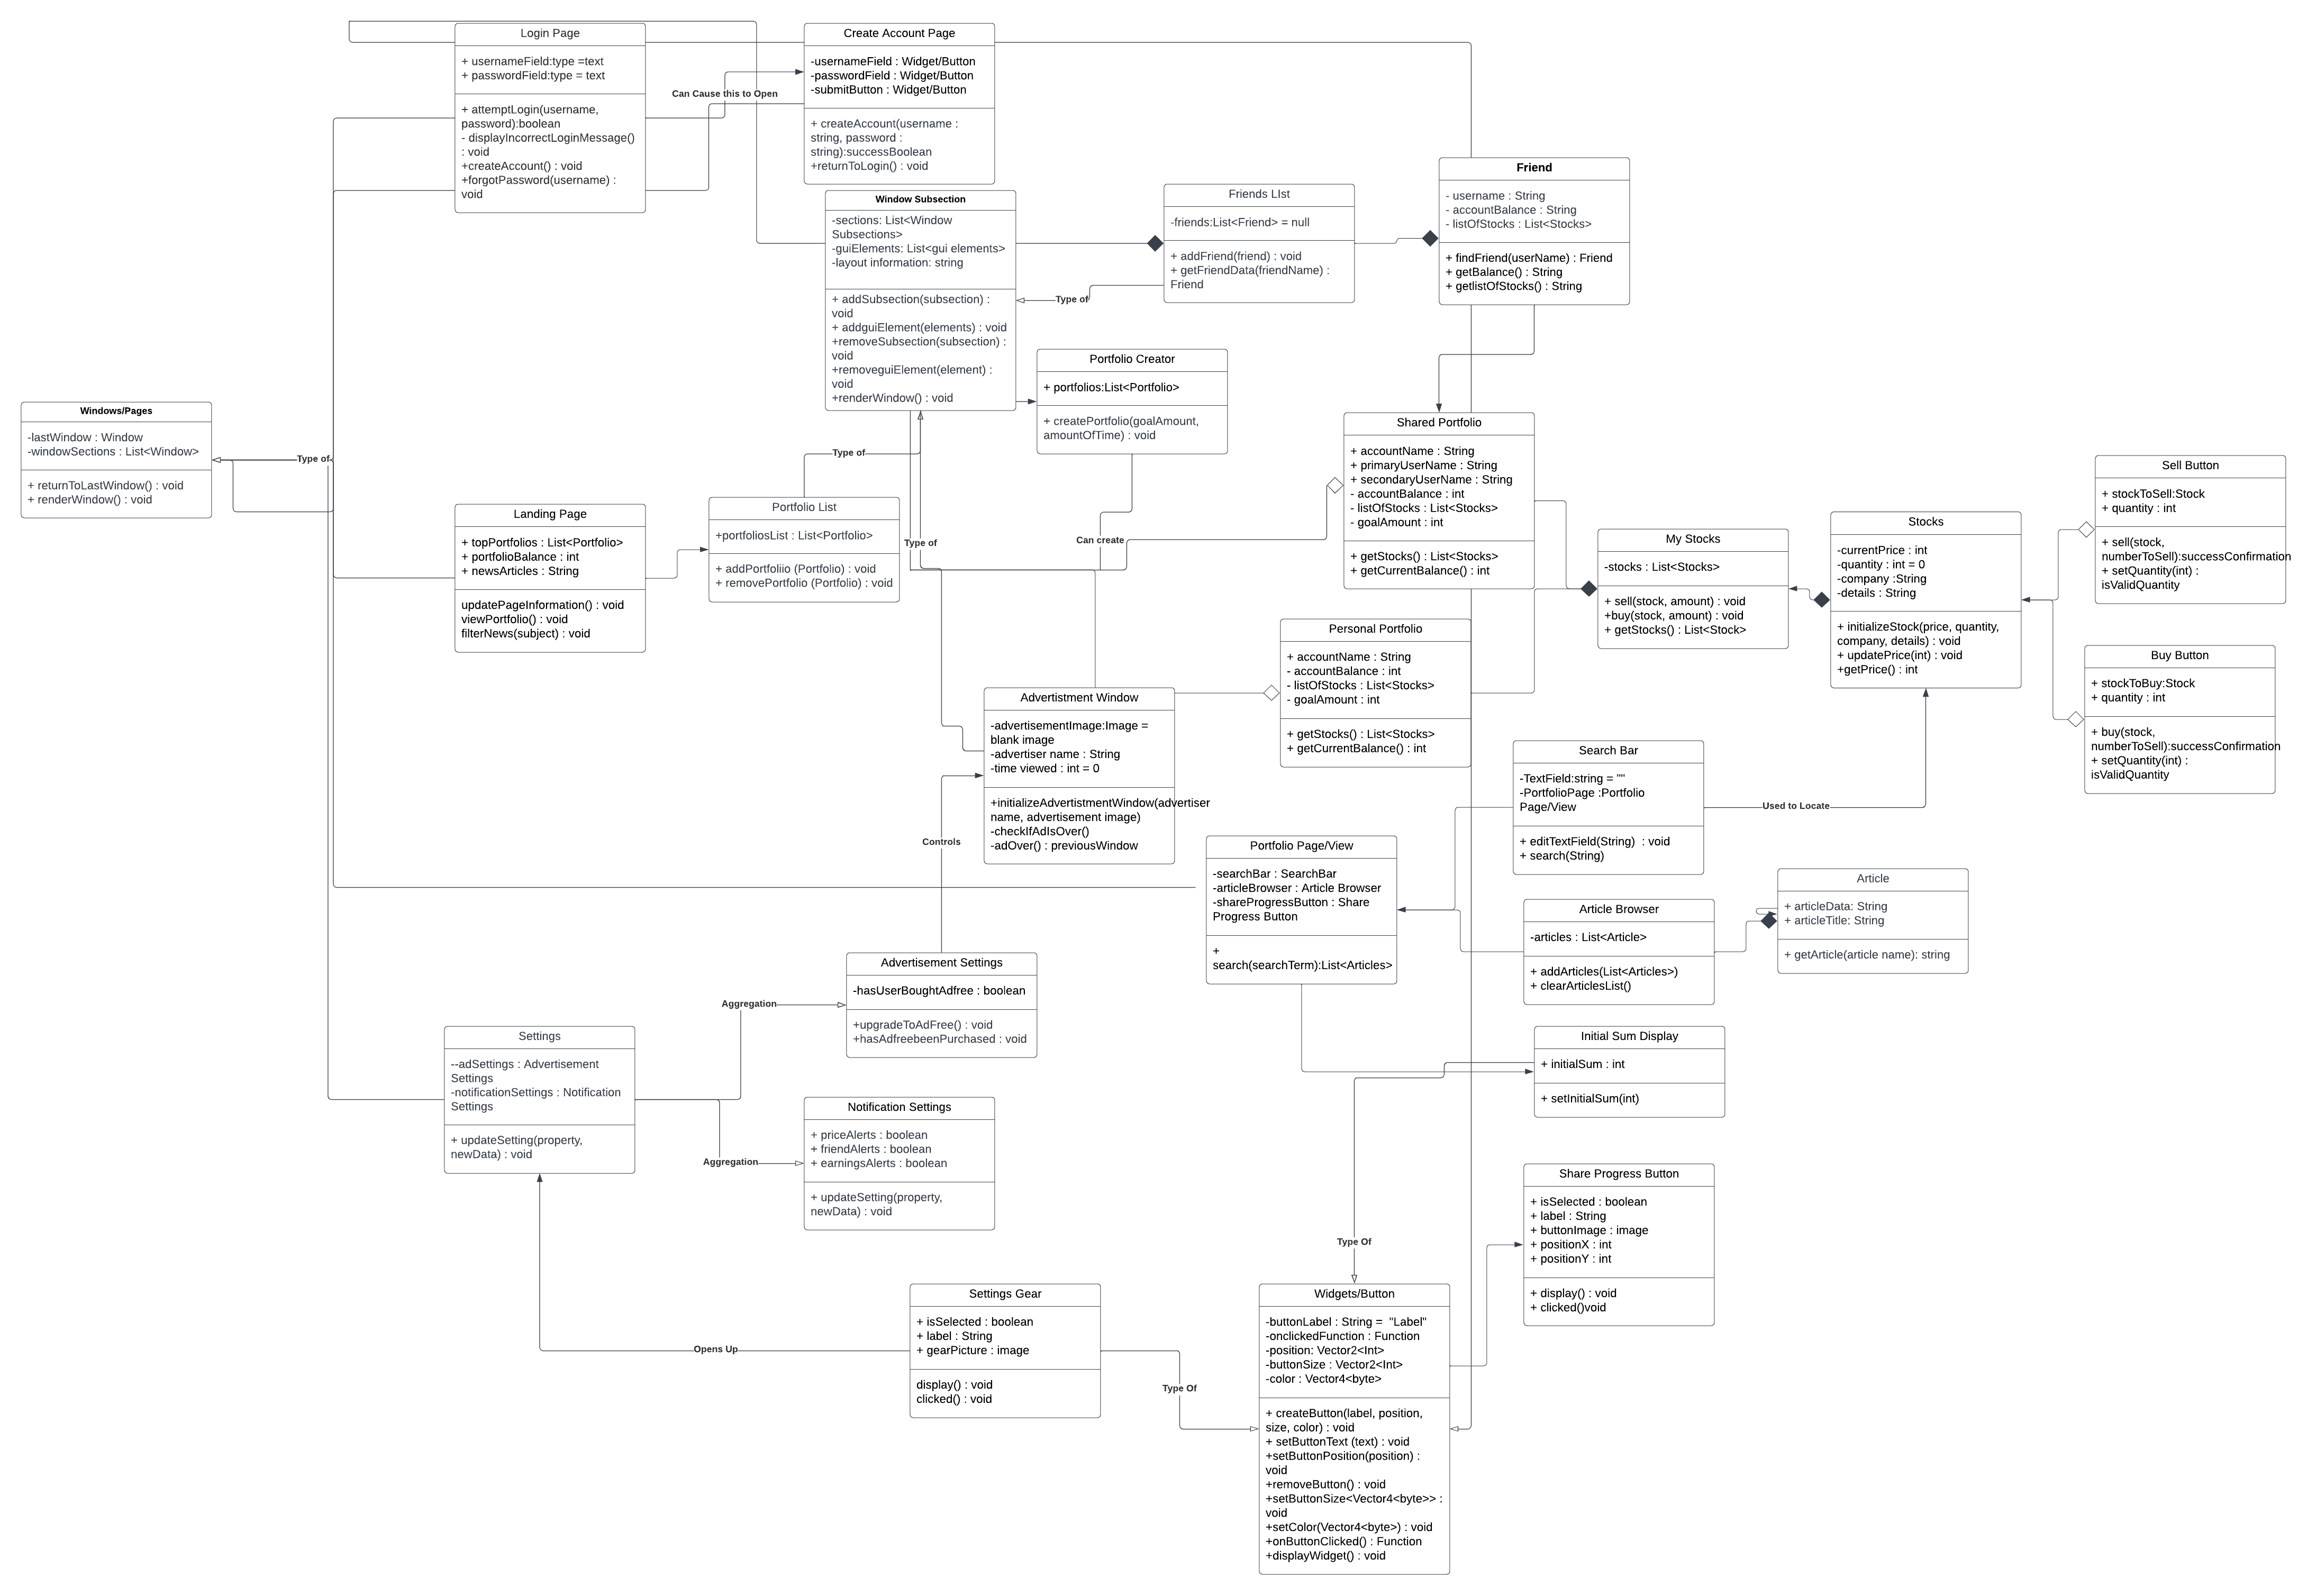 Login Page
+ usernameField:type =text
+ passwordField:type = text
+ attemptLogin(username,
password):boolean
- displayIncorrectLoginMessage()
: void
+createAccount() : void
+forgotPassword(username) :
void
Can Cause this to Open
Create Account Page
-usernameField : Widget/Button
-passwordField : Widget/Button
-submitButton : Widget/Button
+ createAccount(username :
string, password :
string):successBoolean
+returnToLogin() : void
Window Subsection
-sections: List<Window
Subsections>
-guiElements: List<gui elements>
-layout information: string
+ addSubsection(subsection) :
void
+ addguiElement(elements) : void
+removeSubsection(subsection) :
void
+removeguiElement(element) :
void
+renderWindow() : void
Friends LIst
-friends:List<Friend> = null
+ addFriend(friend) : void
+ getFriendData(friendName) :
Friend
Type of
Friend
- username : String
- accountBalance : String
- listOfStocks : List<Stocks>
+ findFriend(userName) : Friend
+ getBalance() : String
+ getlistOfStocks() : String
Portfolio Creator
+ portfolios:List<Portfolio>
+ createPortfolio(goalAmount,
amountOfTime) : void
Windows/Pages
-lastWindow : Window
-windowSections : List<Window>
+ returnToLastWindow() : void
+ renderWindow() : void
Type of
Type of
Landing Page
+ topPortfolios : List<Portfolio>
+ portfolioBalance : int
+ newsArticles : String
updatePageInformation() : void
viewPortfolio() : void
filterNews(subject) : void
Portfolio List
+portfoliosList : List<Portfolio>
+ addPortfoliio (Portfolio) : void
+ removePortfolio (Portfolio) : void
Type of
Can create
Shared Portfolio
+ accountName : String
+ primaryUserName : String
+ secondaryUserName : String
- accountBalance : int
- listOfStocks : List<Stocks>
- goalAmount : int
+ getStocks() : List<Stocks>
+ getCurrentBalance() : int
My Stocks
-stocks : List<Stocks>
+ sell(stock, amount) : void
+buy(stock, amount) : void
+ getStocks() : List<Stock>
Stocks
-currentPrice : int
-quantity : int = 0
-company :String
-details : String
+ initializeStock(price, quantity,
company, details) : void
+ updatePrice(int) : void
+getPrice() : int
Sell Button
+ stockToSell:Stock
+ quantity : int
+ sell(stock,
numberToSell):successConfirmation
+ setQuantity(int) :
isValidQuantity
Buy Button
+ stockToBuy:Stock
+ quantity : int
+ buy(stock,
numberToSell):successConfirmation
+ setQuantity(int) :
isValidQuantity
Personal Portfolio
+ accountName : String
- accountBalance : int
- listOfStocks : List<Stocks>
- goalAmount : int
+ getStocks() : List<Stocks>
+ getCurrentBalance() : int
Advertistment Window
-advertisementImage:Image =
blank image
-advertiser name : String
-time viewed : int = 0
+initializeAdvertistmentWindow(advertiser
name, advertisement image)
-checkIfAdIsOver()
-adOver() : previousWindow
Controls
Search Bar
-TextField:string = ""
-PortfolioPage :Portfolio
Page/View
+ editTextField(String)  : void
+ search(String)
Used to Locate
Portfolio Page/View
-searchBar : SearchBar
-articleBrowser : Article Browser
-shareProgressButton : Share
Progress Button
+
search(searchTerm):List<Articles>
Article Browser
-articles : List<Article>
+ addArticles(List<Articles>)
+ clearArticlesList()
Article
+ articleData: String
+ articleTitle: String
+ getArticle(article name): string
Advertisement Settings
-hasUserBoughtAdfree : boolean
+upgradeToAdFree() : void
+hasAdfreebeenPurchased : void
Aggregation
Settings
--adSettings : Advertisement
Settings
-notificationSettings : Notification
Settings
+ updateSetting(property,
newData) : void
Initial Sum Display
+ initialSum : int
+ setInitialSum(int)
Notification Settings
+ priceAlerts : boolean
+ friendAlerts : boolean
+ earningsAlerts : boolean
+ updateSetting(property,
newData) : void
Aggregation
Share Progress Button
+ isSelected : boolean
+ label : String
+ buttonImage : image
+ positionX : int
+ positionY : int
+ display() : void
+ clicked()void
Type Of
Settings Gear
+ isSelected : boolean
+ label : String
+ gearPicture : image
display() : void
clicked() : void
Opens Up
Type Of
Widgets/Button
-buttonLabel : String =  "Label"
-onclickedFunction : Function
-position: Vector2<Int>
-buttonSize : Vector2<Int>
-color : Vector4<byte>
+ createButton(label, position,
size, color) : void
+ setButtonText (text) : void
+setButtonPosition(position) :
void
+removeButton() : void
+setButtonSize<Vector4<byte>> :
void
+setColor(Vector4<byte>) : void
+onButtonClicked() : Function
+displayWidget() : void